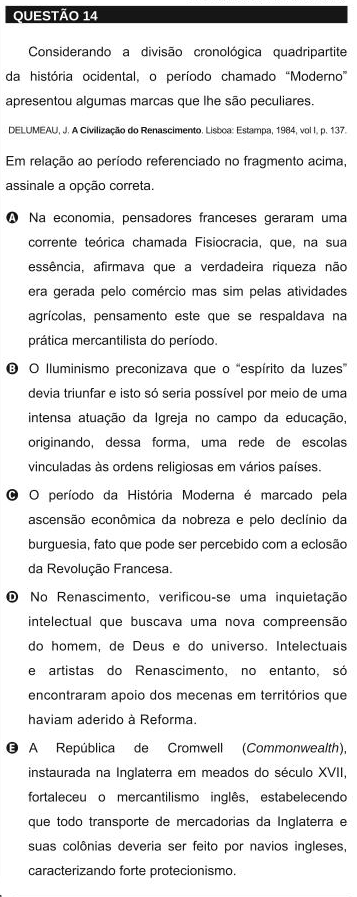 QUESTÃO 14
Considerando a divisão cronológica quadripartite
da história ocidental, o período chamado “Moderno”
apresentou algumas marcas que lhe são peculiares.
DELUMEAU, J. A Civilização do Renascimento. Lisboa: Estampa, 1984, vol I, p. 137.
Em relação ao período referenciado no fragmento acima,
assinale a opção correta.
A Na economia, pensadores franceses geraram uma
corrente teórica chamada Fisiocracia, que, na sua
essência, afirmava que a verdadeira riqueza não
era gerada pelo comércio mas sim pelas atividades
agrícolas, pensamento este que se respaldava na
prática mercantilista do período.
B O Iluminismo preconizava que o “espírito da luzes”
devia triunfar e isto só seria possível por meio de uma
intensa atuação da Igreja no campo da educação,
originando, dessa forma, uma rede de escolas
vinculadas às ordens religiosas em vários países.
C O período da História Moderna é marcado pela
ascensão econômica da nobreza e pelo declínio da
burguesia, fato que pode ser percebido com a eclosão
da Revolução Francesa.
D No Renascimento, verificou-se uma inquietação
intelectual que buscava uma nova compreensão
do homem, de Deus e do universo. Intelectuais
e artistas do Renascimento, no entanto, só
encontraram apoio dos mecenas em territórios que
haviam aderido à Reforma.
E A República de Cromwell (Commonwealth),
instaurada na Inglaterra em meados do século XVII,
fortaleceu o mercantilismo inglês, estabelecendo
que todo transporte de mercadorias da Inglaterra e
suas colônias deveria ser feito por navios ingleses,
caracterizando forte protecionismo.